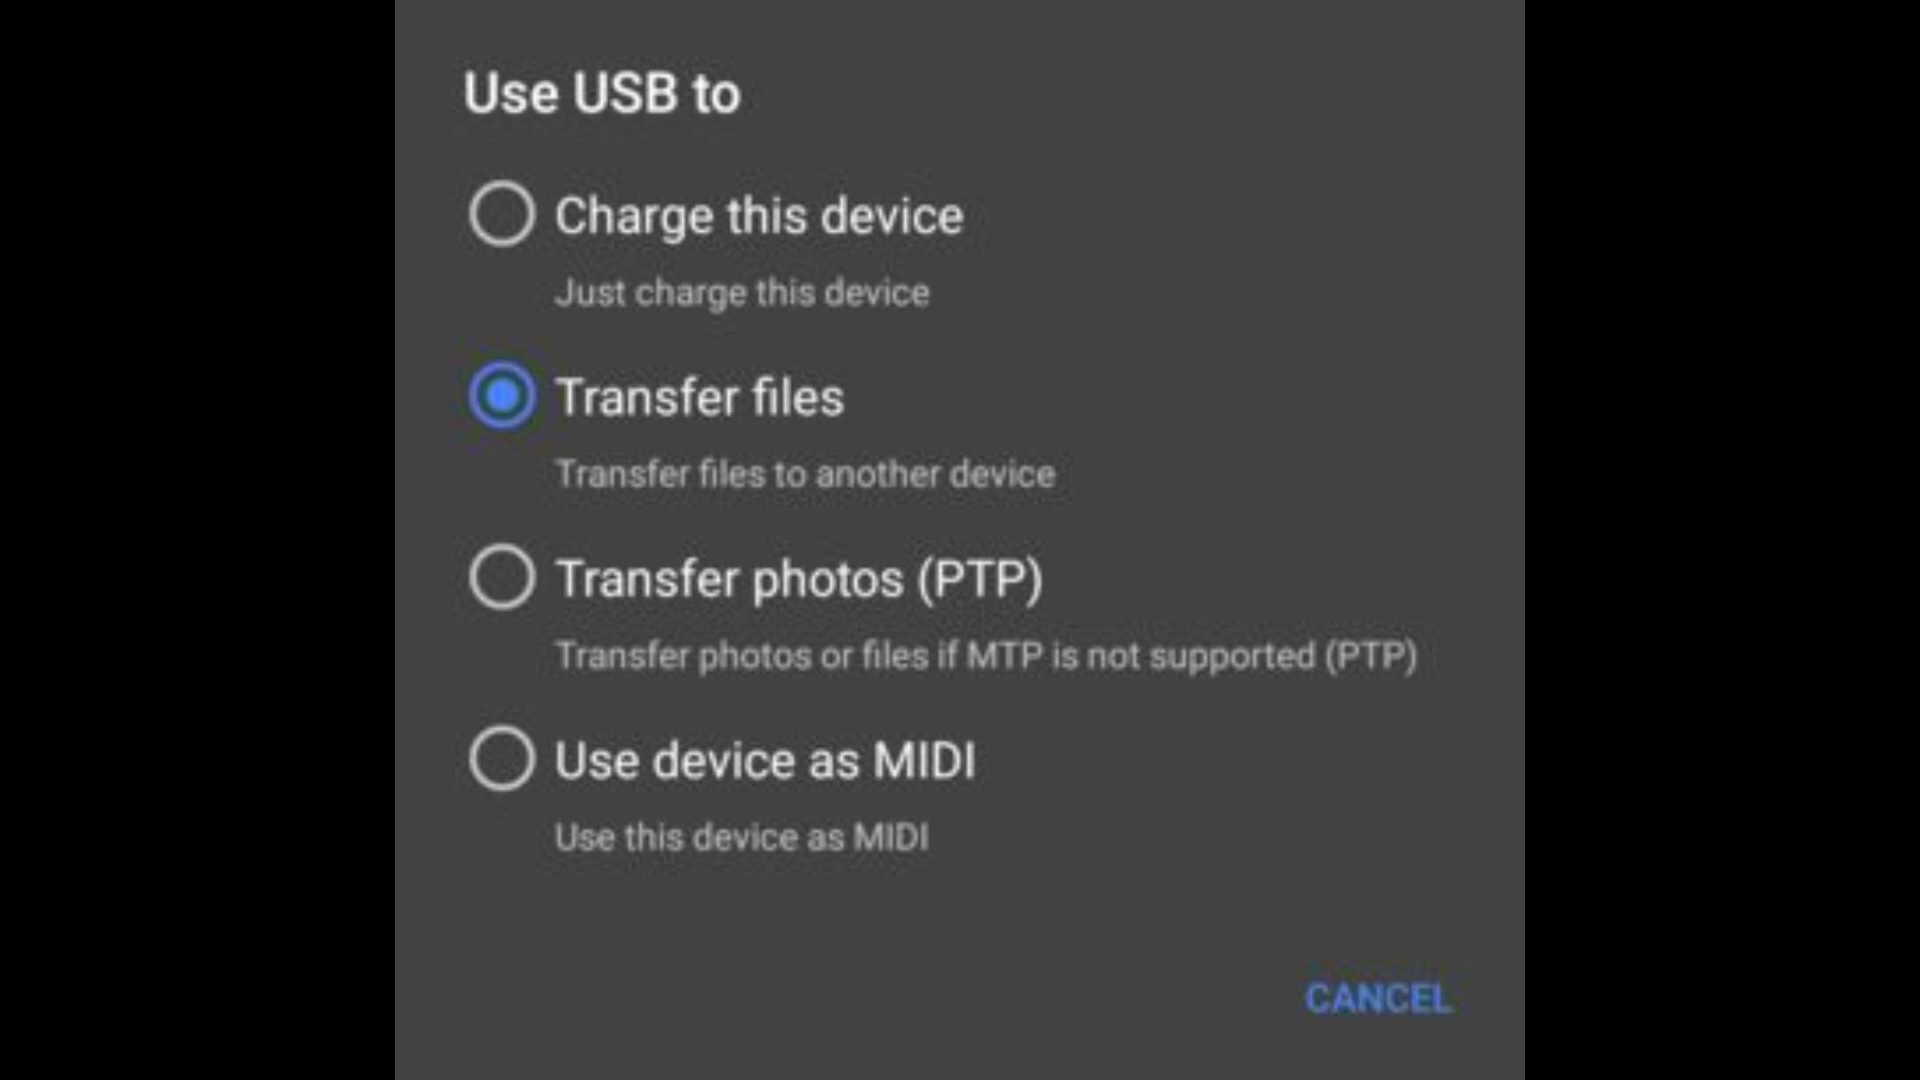 Use USB to
Charge this device
Just charge this device
Transfer files
Transfer files to another device
Transfer photos (PTP)
Transfer photos or files if MTP is not supported (PTP)
Use device as MIDI
Use this device as MIDI
CANCEL